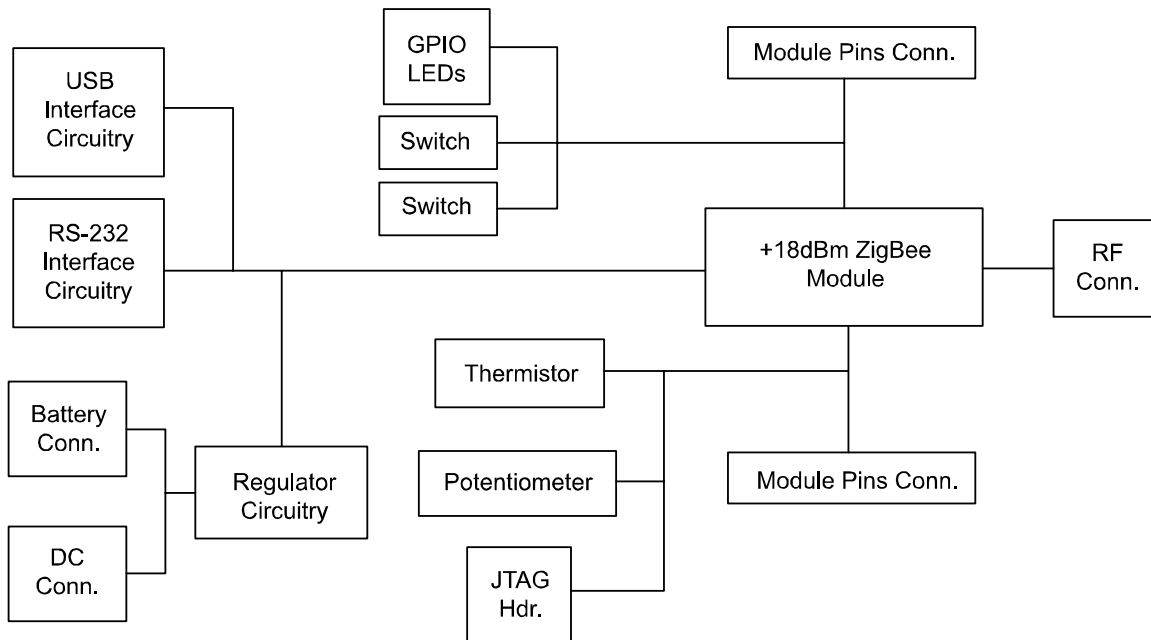 GPIO
LEDs
Module Pins Conn.
USB
Interface
Circuitry
Switch
Switch
RS-232
Interface
Circuitry
+18dBm ZigBee
Module
RF
Conn.
Thermistor
Battery
Conn.
Regulator
Circuitry
Potentiometer
Module Pins Conn.
DC
Conn.
JTAG
Hdr.